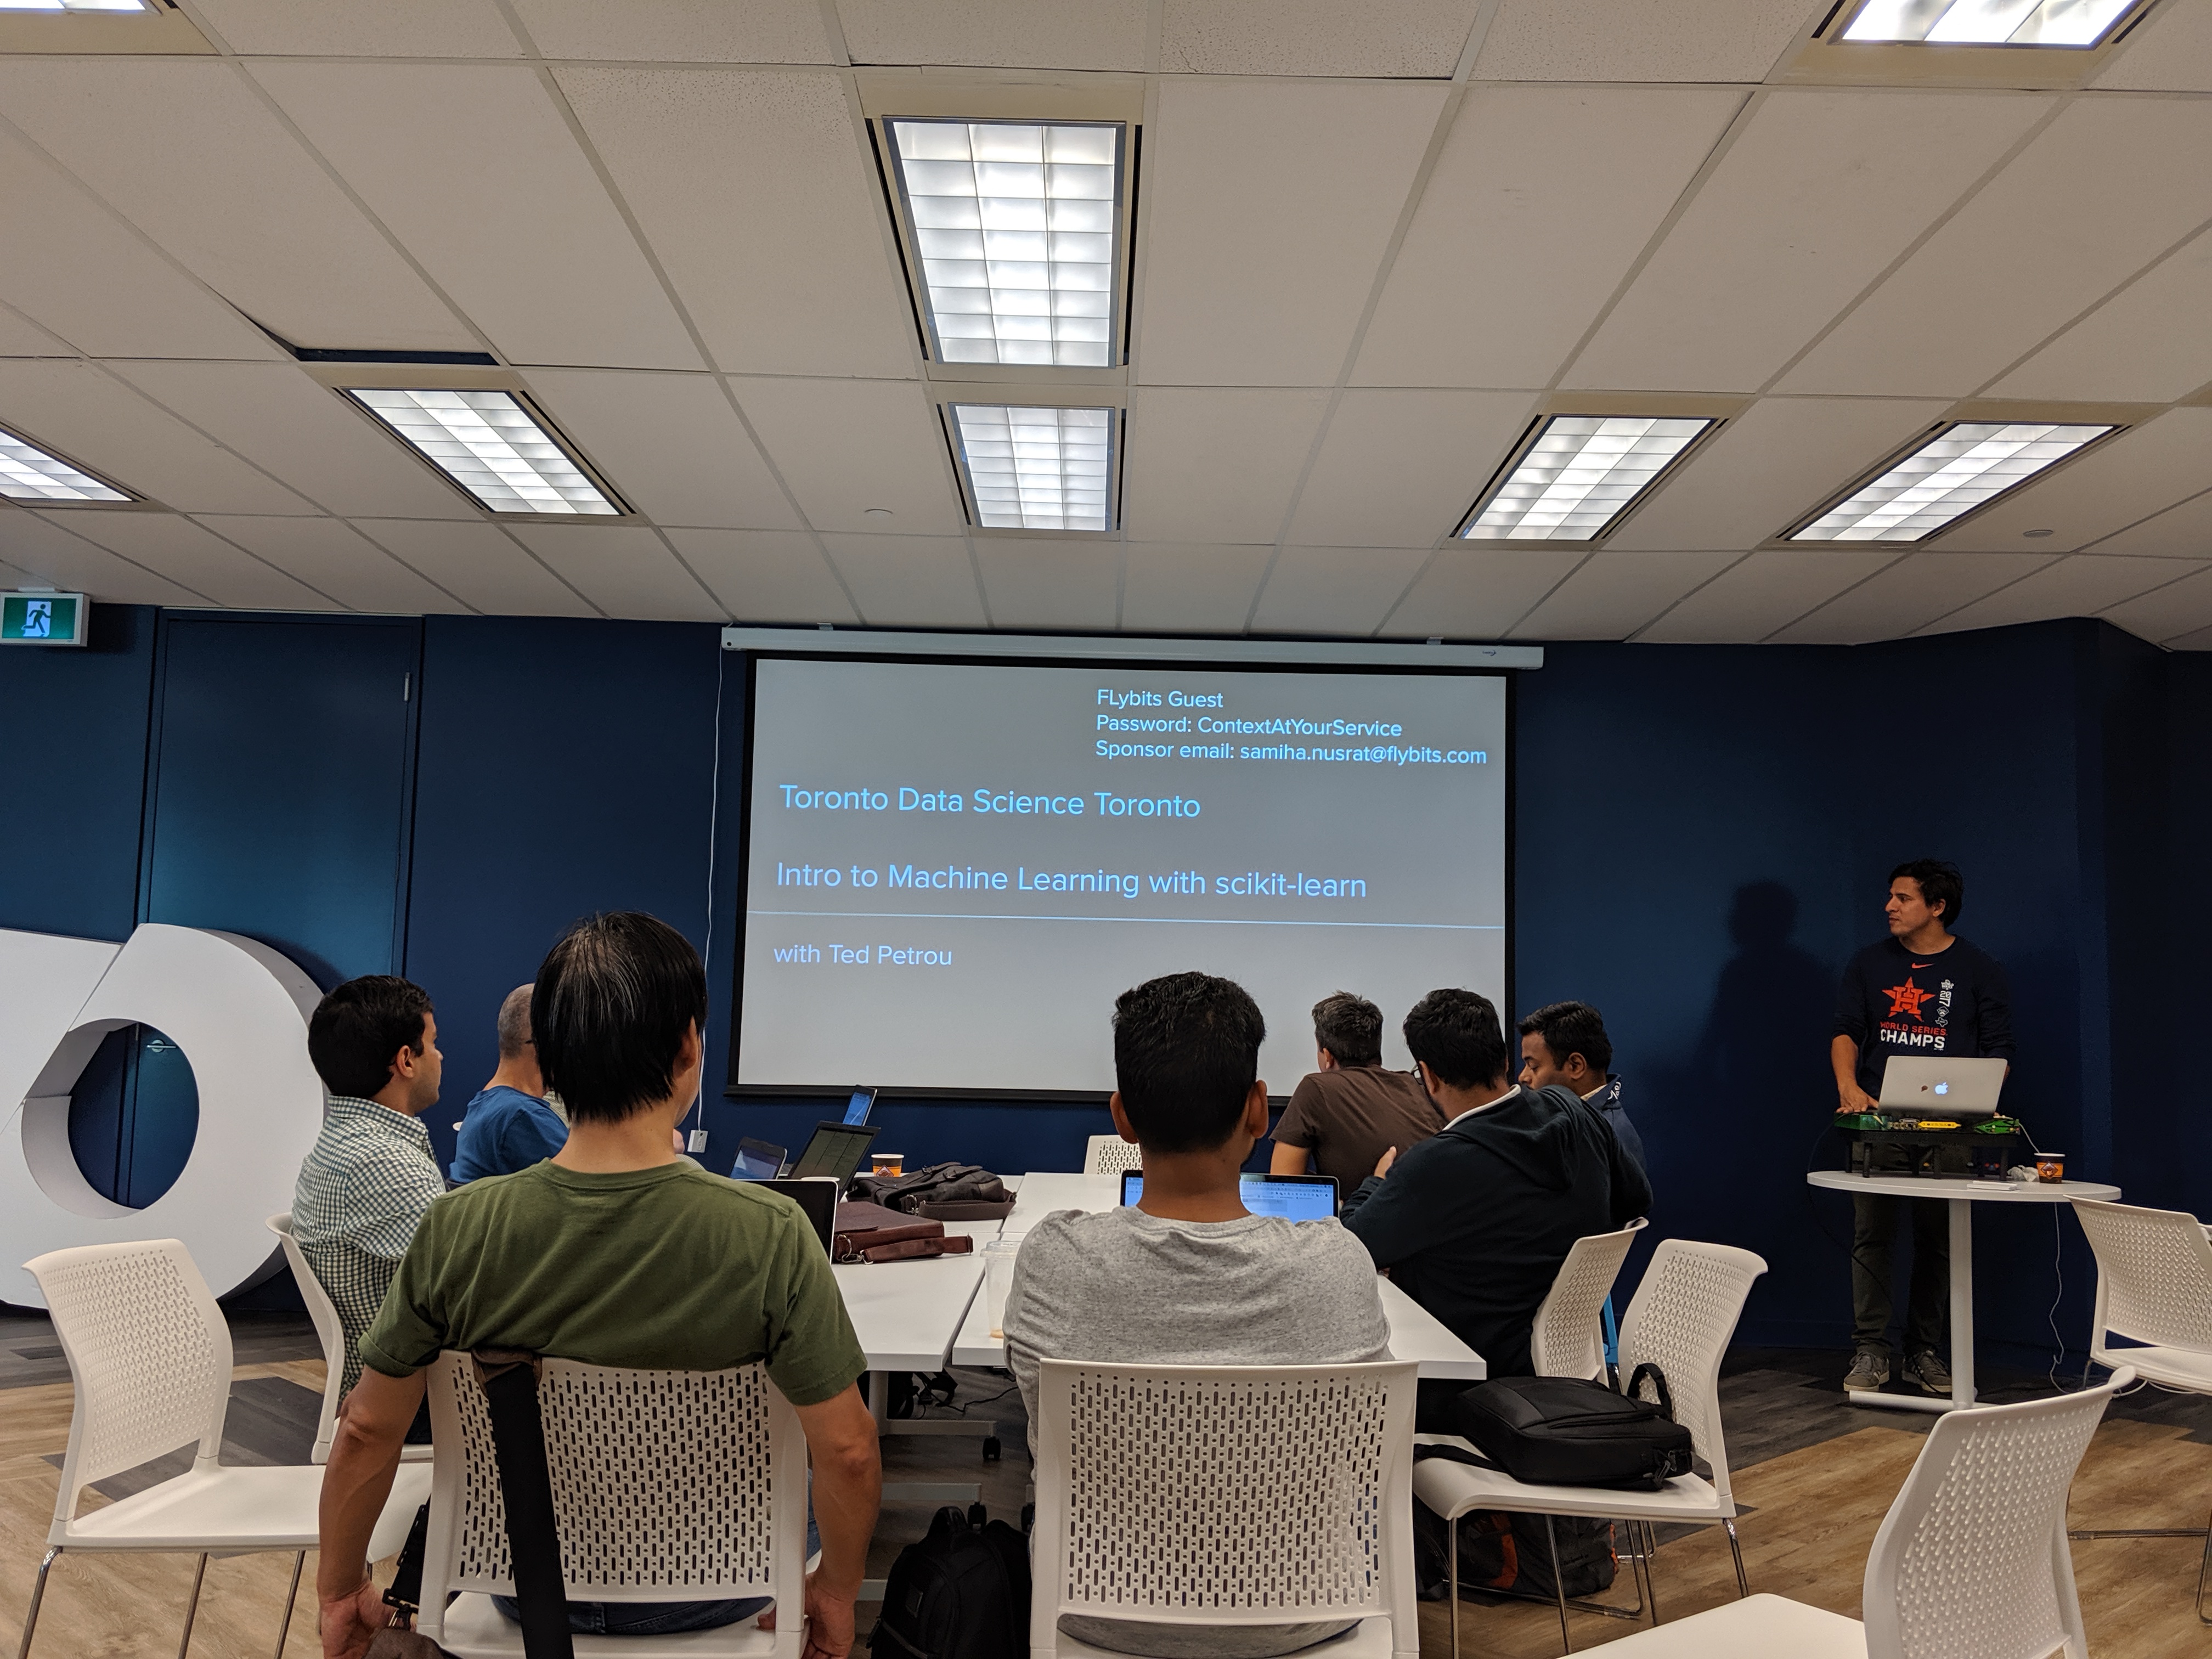 FLybits Guest
Password: ContextAtYourService
Sponsor email: samiha.nusrat@flybits.com
Toronto Data Science Toronto
Intro to Machine Learning with scikit-learn
with Ted Petrou
H
2017
WORLD SERIES
CHAMPS